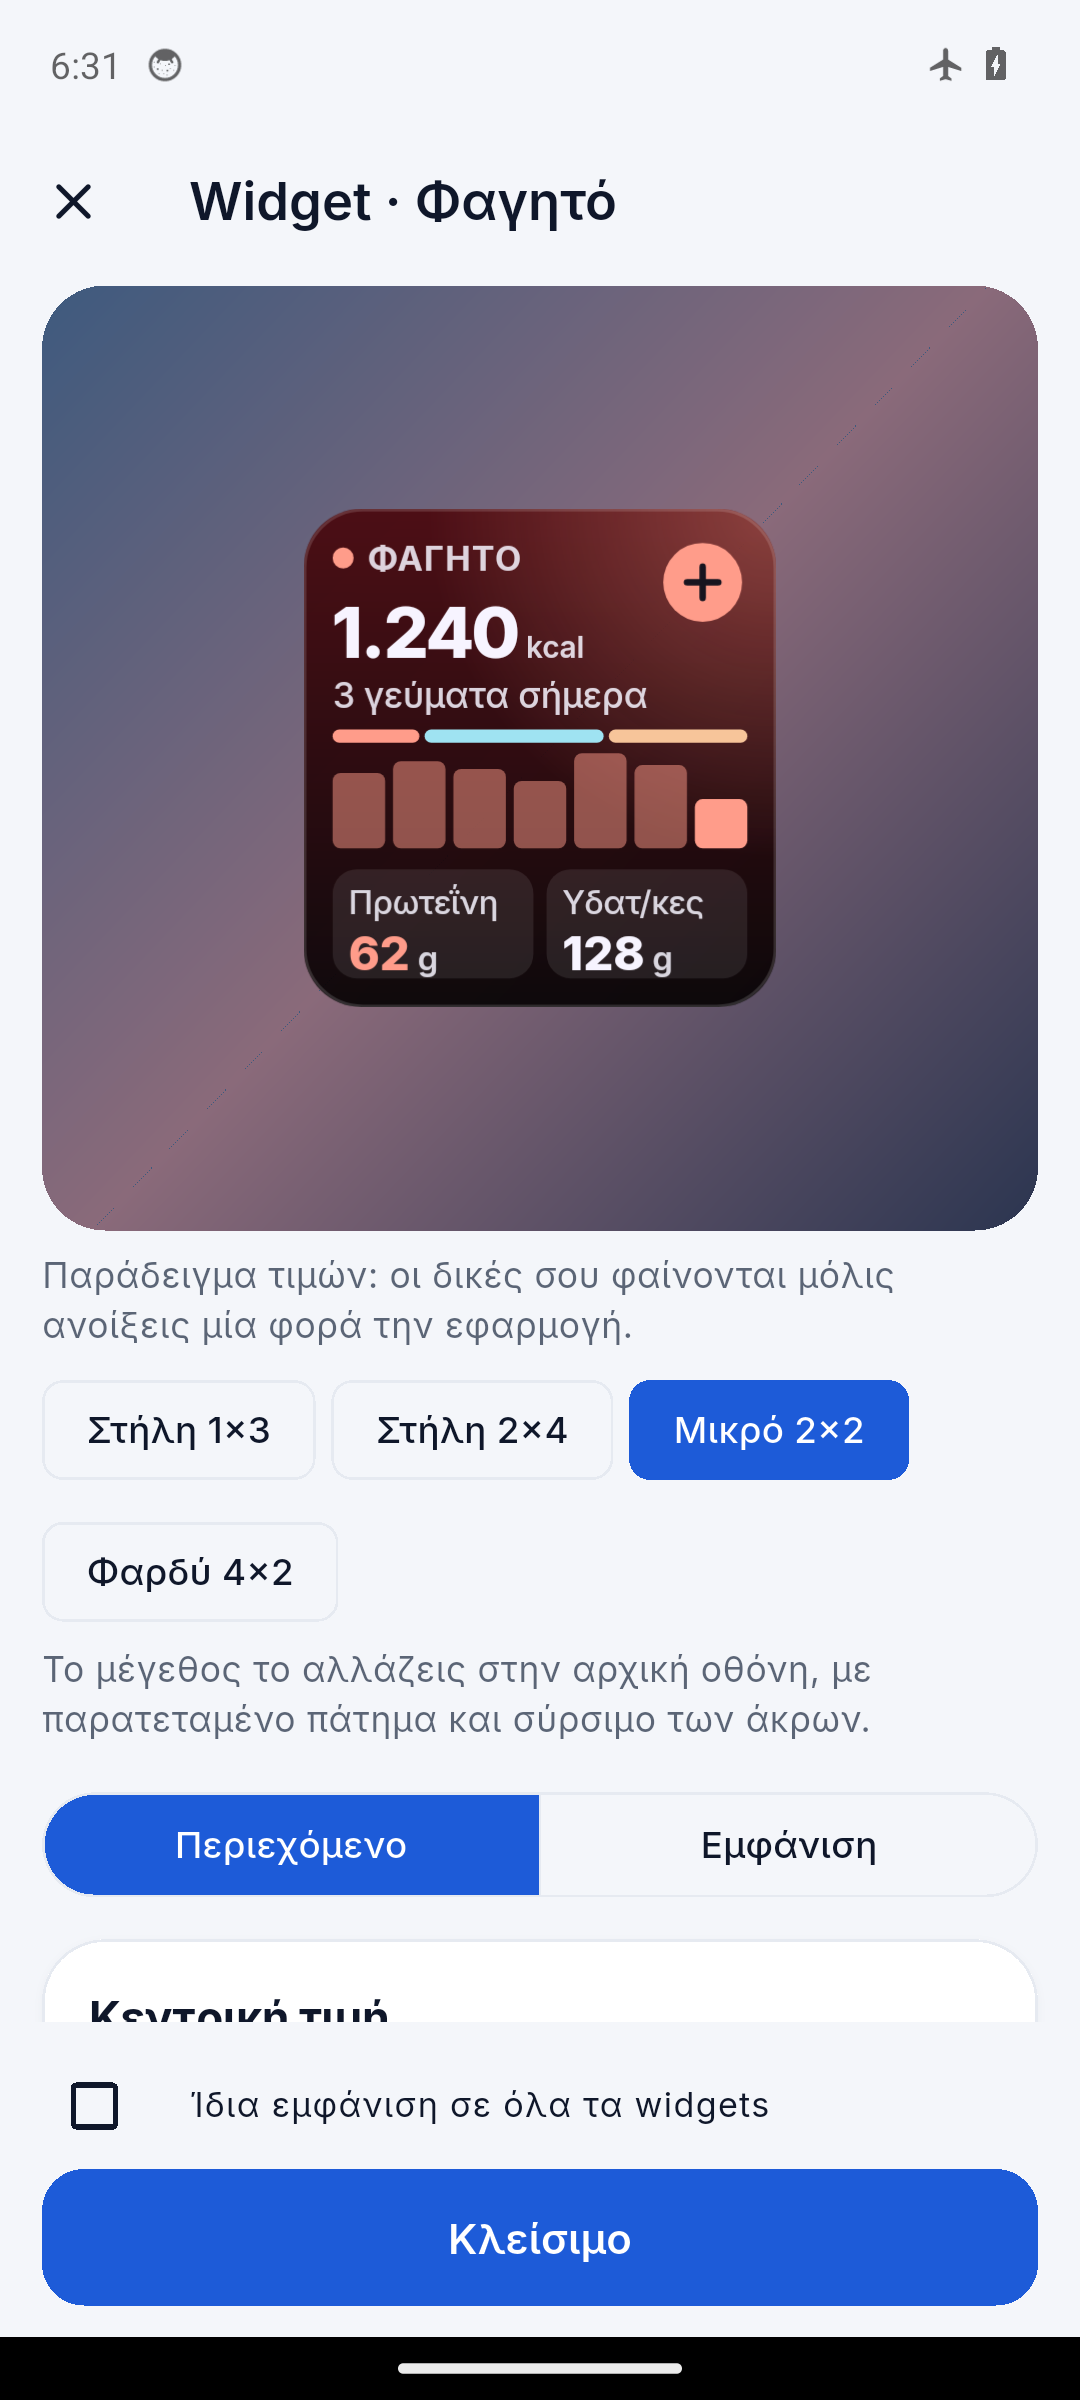 6:31
Widget · Φαγητό
ΦΑΓΗΤΟ
1.240 kcal
3 γεύματα σήμερα
Πρωτεΐνη
62 g
Υδατ/κες
128 g
Παράδειγμα τιμών: οι δικές σου φαίνονται μόλις
ανοίξεις μία φορά την εφαρμογή.
Στήλη 1×3
Στήλη 2×4
Μικρό 2×2
Φαρδύ 4×2
Το μέγεθος το αλλάζεις στην αρχική οθόνη, με
παρατεταμένο πάτημα και σύρσιμο των άκρων.
Περιεχόμενο
Εμφάνιση
Κεντρική τιμή
Ίδια εμφάνιση σε όλα τα widgets
Κλείσιμο